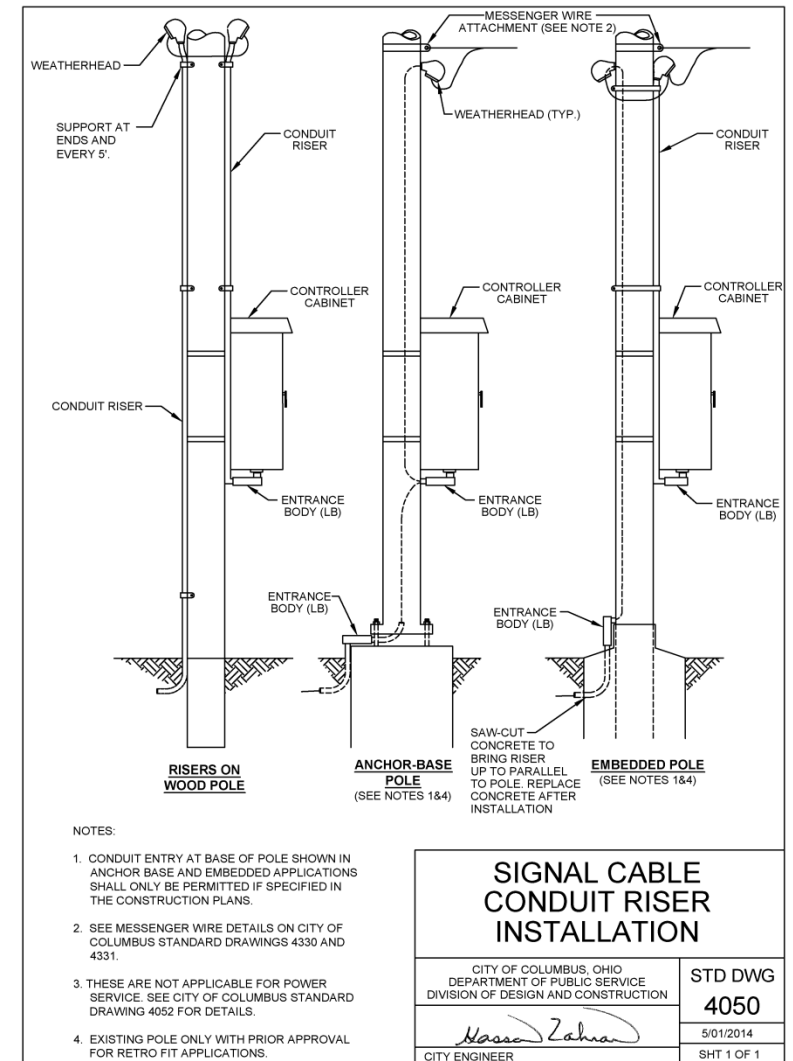 MESSENGER WIRE
ATTACHMENT (SEE NOTE 2)
WEATHERHEAD
WEATHERHEAD (TYP.)
SUPPORT AT
ENDS AND
EVERY 5'.
CONDUIT
RISER
CONDUIT
RISER
CONTROLLER
CABINET
CONTROLLER
CABINET
CONTROLLER
CABINET
CONDUIT RISER
ENTRANCE
BODY (LB)
ENTRANCE
BODY (LB)
ENTRANCE
BODY (LB)
ENTRANCE
BODY (LB)
ENTRANCE
BODY (LB)
SAW-CUT
CONCRETE TO
BRING RISER
UP TO PARALLEL
TO POLE. REPLACE
CONCRETE AFTER
INSTALLATION
RISERS ON
WOOD POLE
ANCHOR-BASE
POLE
(SEE NOTES 1&4)
EMBEDDED POLE
(SEE NOTES 1&4)
NOTES:
1. CONDUIT ENTRY AT BASE OF POLE SHOWN IN
ANCHOR BASE AND EMBEDDED APPLICATIONS
SHALL ONLY BE PERMITTED IF SPECIFIED IN
THE CONSTRUCTION PLANS.
2. SEE MESSENGER WIRE DETAILS ON CITY OF
COLUMBUS STANDARD DRAWINGS 4330 AND
4331.
3. THESE ARE NOT APPLICABLE FOR POWER
SERVICE. SEE CITY OF COLUMBUS STANDARD
DRAWING 4052 FOR DETAILS.
4. EXISTING POLE ONLY WITH PRIOR APPROVAL
FOR RETRO FIT APPLICATIONS.
SIGNAL CABLE
CONDUIT RISER
INSTALLATION
CITY OF COLUMBUS, OHIO
DEPARTMENT OF PUBLIC SERVICE
DIVISION OF DESIGN AND CONSTRUCTION
CITY ENGINEER
STD DWG
4050
5/01/2014
SHT 1 OF 1